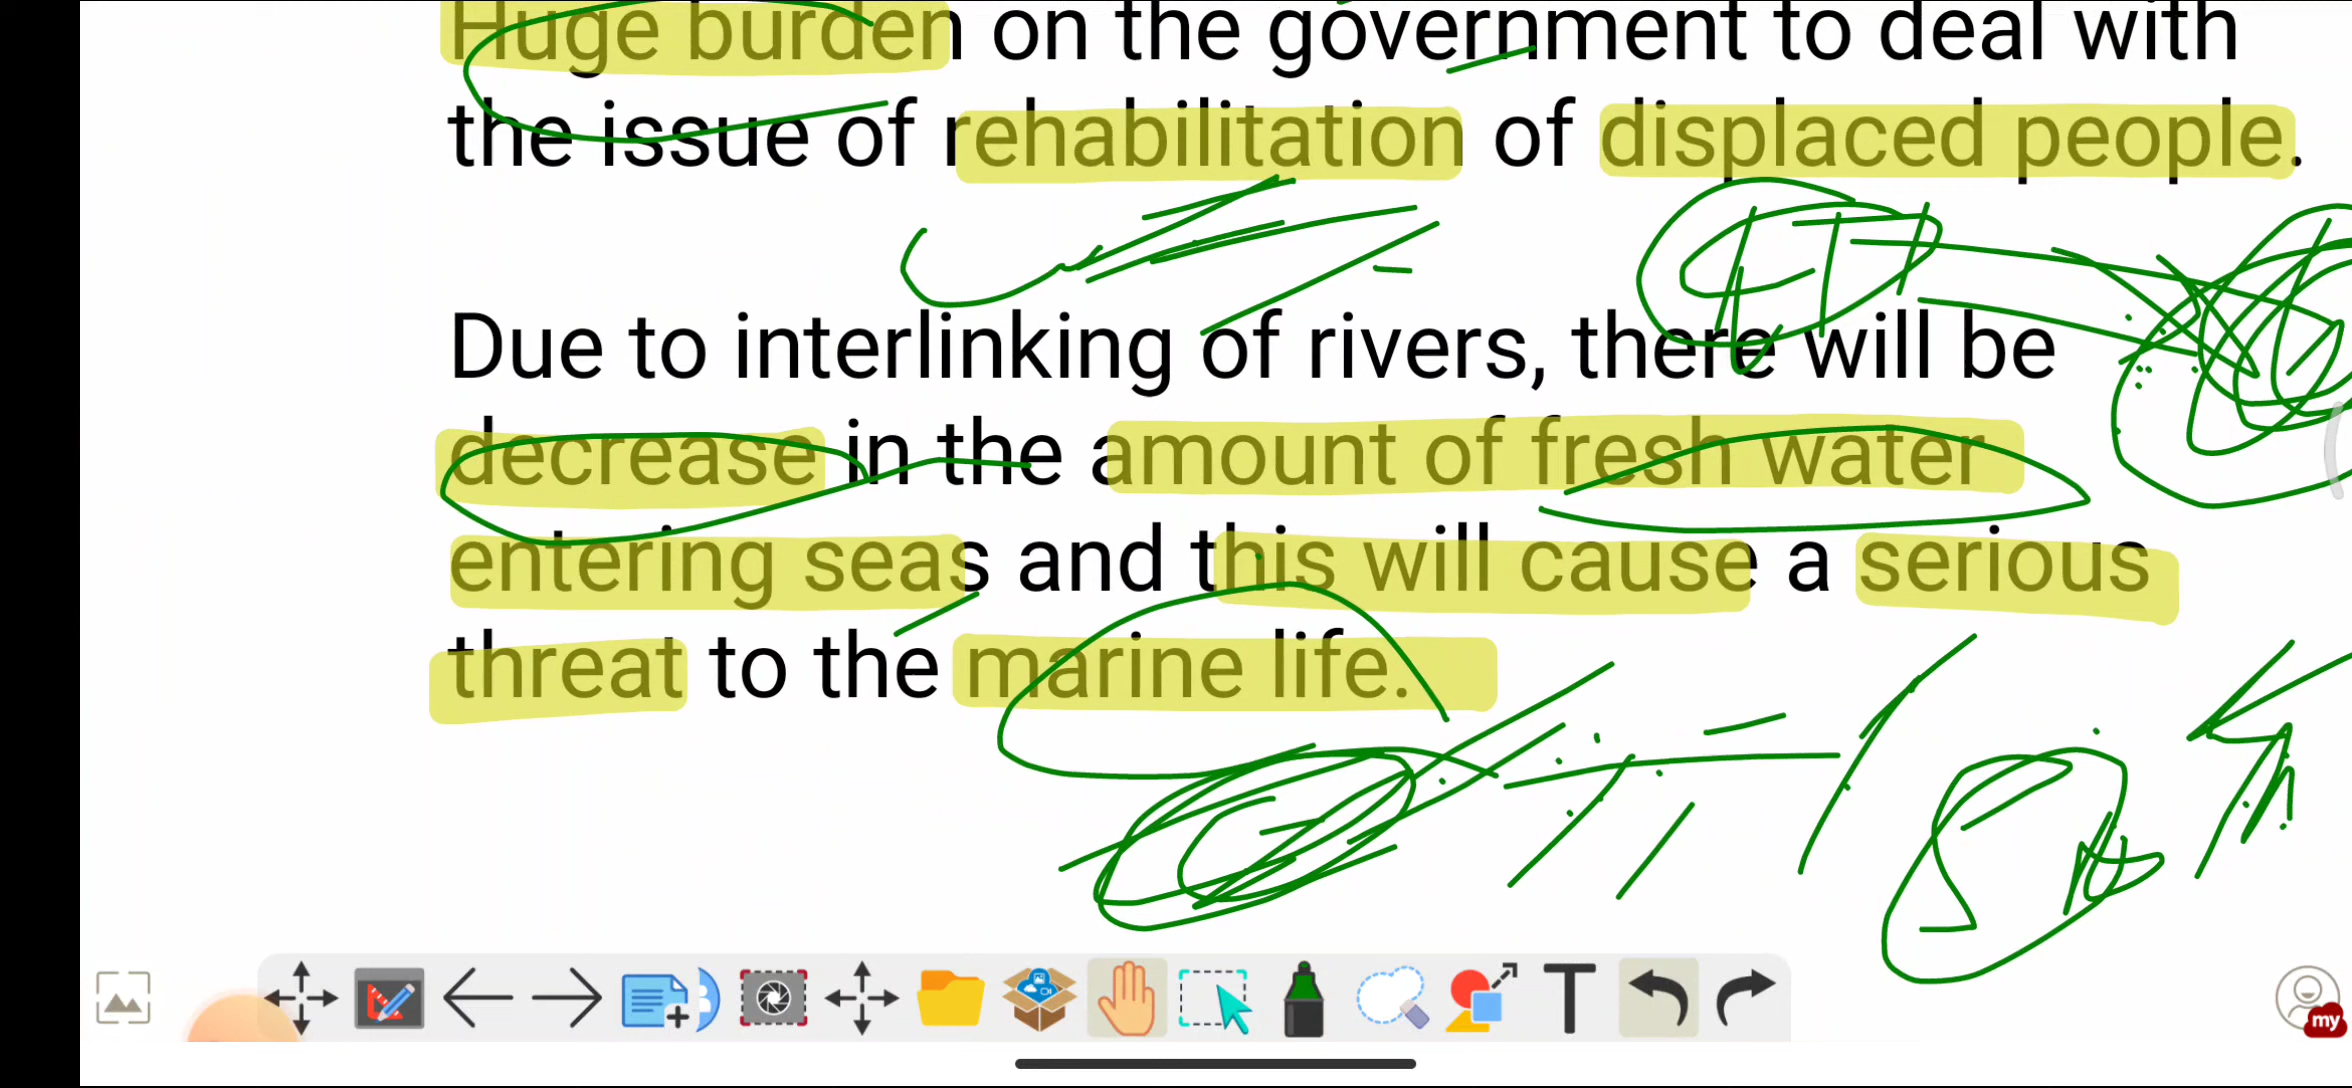 Huge burden on the government to deal with
the issue of rehabilitation of displaced people.
Due to interlinking of rivers, there will be
decrease in the amount of fresh water
entering seas and this will cause a serious
threat to the marine life.
T
my